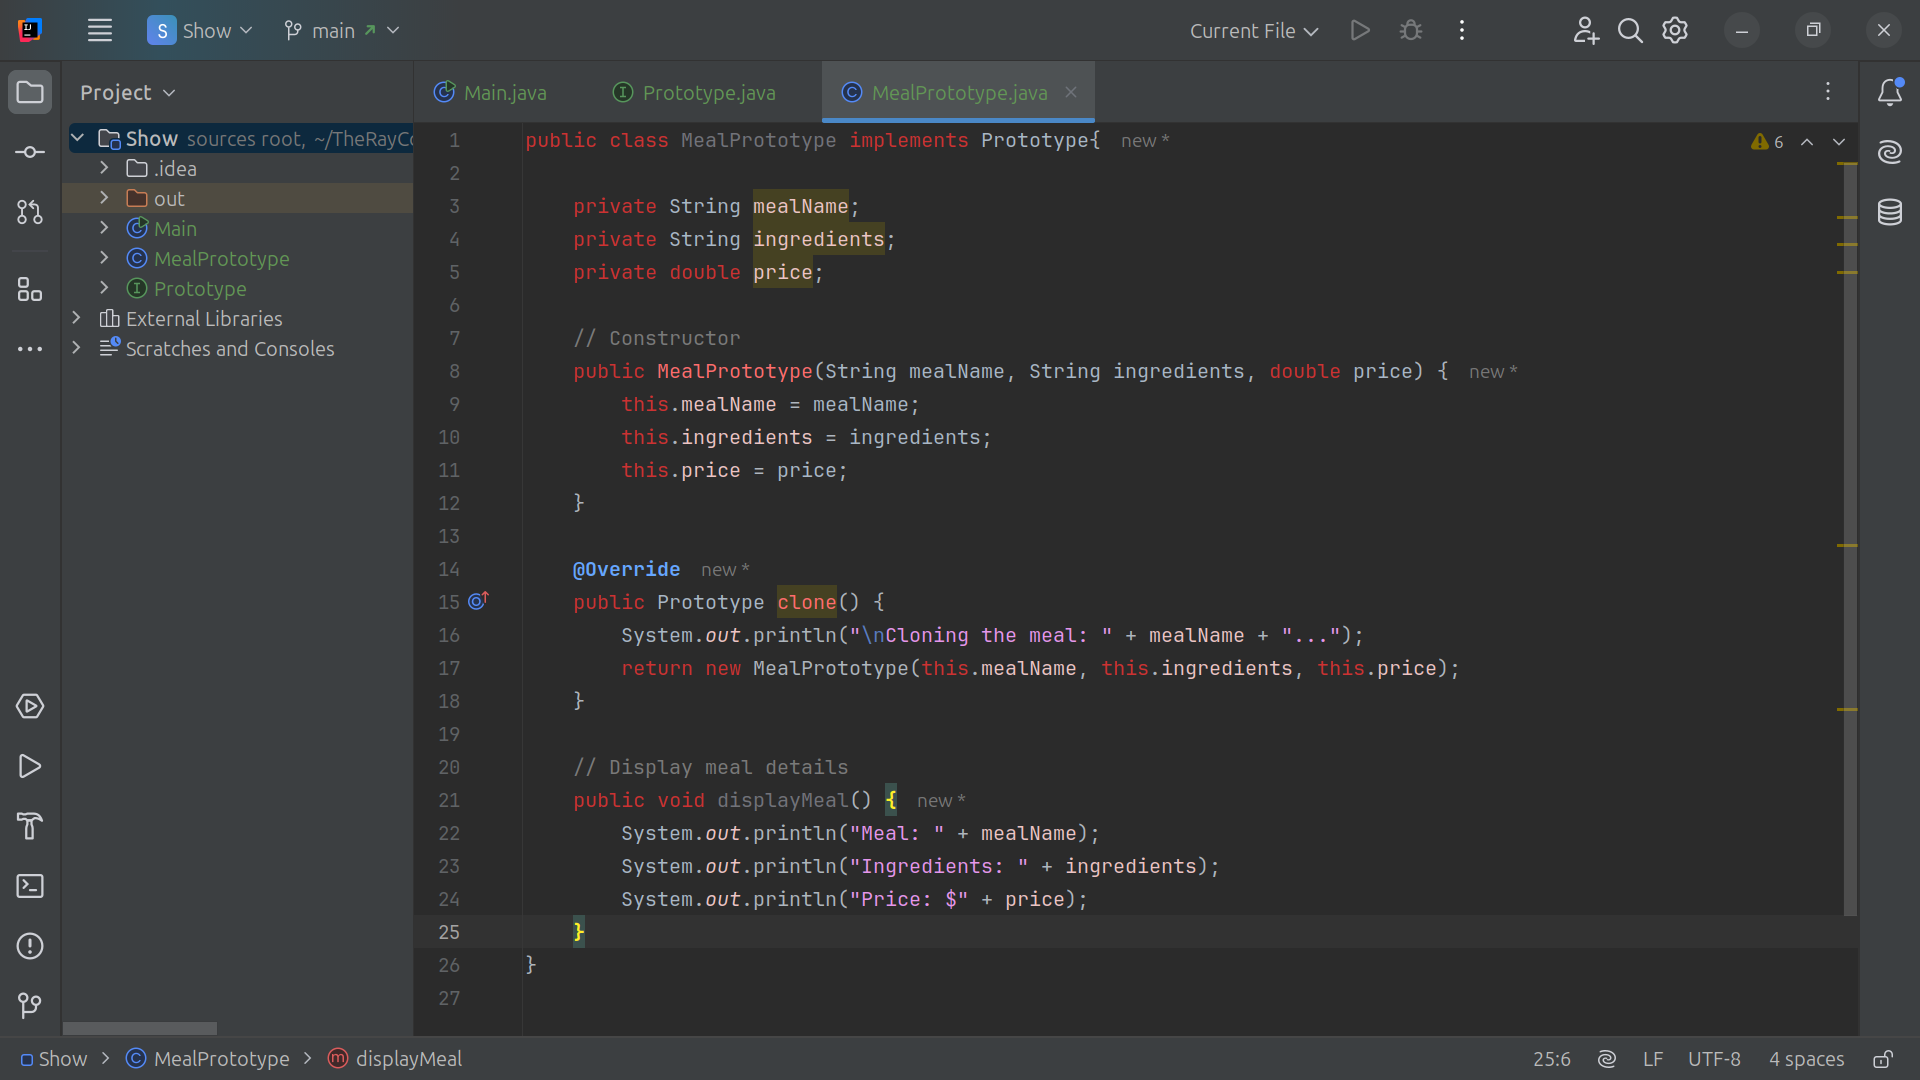 S Show main Current File
Project
Main.java Prototype.java MealPrototype.java
Show sources root, ~/TheRayCo
.idea
out
Main
MealPrototype
Prototype
External Libraries
Scratches and Consoles
1 public class MealPrototype implements Prototype{ new *
6
2
3 private String mealName;
4 private String ingredients;
5 private double price;
6
7 // Constructor
8 public MealPrototype(String mealName, String ingredients, double price) { new *
9 this.mealName = mealName;
10 this.ingredients = ingredients;
11 this.price = price;
12 }
13
14 @Override new *
15 public Prototype clone() {
16 System.out.println("\nCloning the meal: " + mealName + "...");
17 return new MealPrototype(this.mealName, this.ingredients, this.price);
18 }
19
20 // Display meal details
21 public void displayMeal() { new *
22 System.out.println("Meal: " + mealName);
23 System.out.println("Ingredients: " + ingredients);
24 System.out.println("Price: $" + price);
25 }
26 }
27
Show > MealPrototype > displayMeal 25:6 LF UTF-8 4 spaces